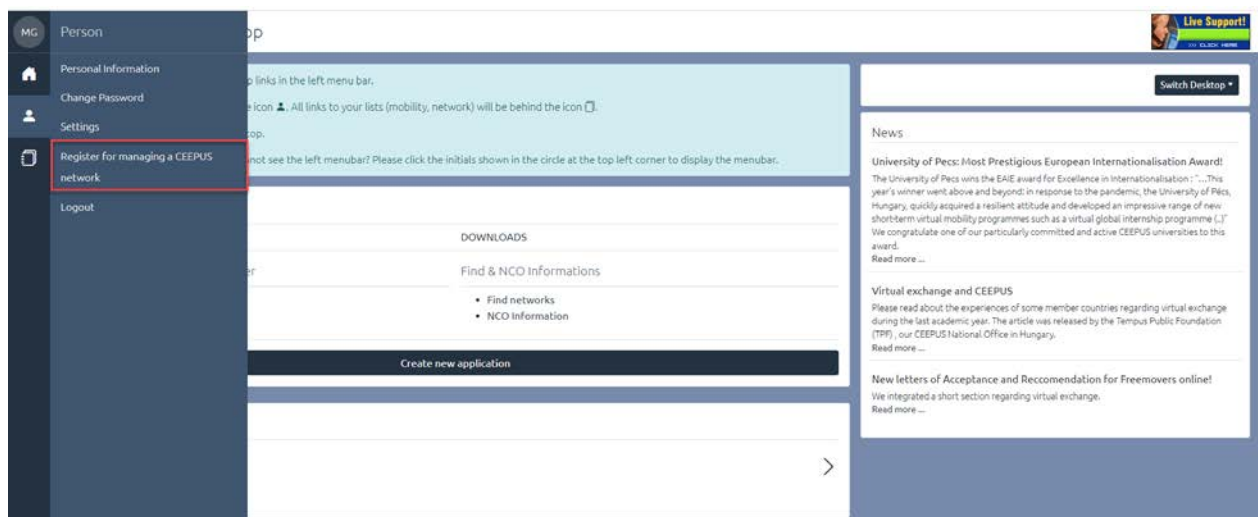 MG
Person
Personal Information
Change Password
Settings
Register for managing a CEEPUS
network
Logout
op
p links in the left menu bar.
e icon. All links to your lists (mobility, network) will be behind the icon.
top.
not see the left menubar? Please click the initials shown in the circle at the top left corner to display the menubar.
DOWNLOADS
er
Find & NCO Informations
• Find networks
• NCO Information
Create new application
Live Support!
>> CLICK HERE
Switch Desktop
News
University of Pecs: Most Prestigious European Internationalisation Award!
The University of Pecs wins the EAIE award for Excellence in Internationalisation : "....This
year's winner went above and beyond: in response to the pandemic, the University of Pécs,
Hungary, quickly acquired a resilient attitude and developed an impressive range of new
short-term virtual mobility programmes such as a virtual global internship programme (..)"
We congratulate one of our particularly committed and active CEEPUS universities to this
award.
Read more ...
Virtual exchange and CEEPUS
Please read about the experiences of some member countries regarding virtual exchange
during the last academic year. The article was released by the Tempus Public Foundation
(TPF) , our CEEPUS National Office in Hungary.
Read more ...
New letters of Acceptance and Reccomendation for Freemovers online!
We integrated a short section regarding virtual exchange.
Read more ...